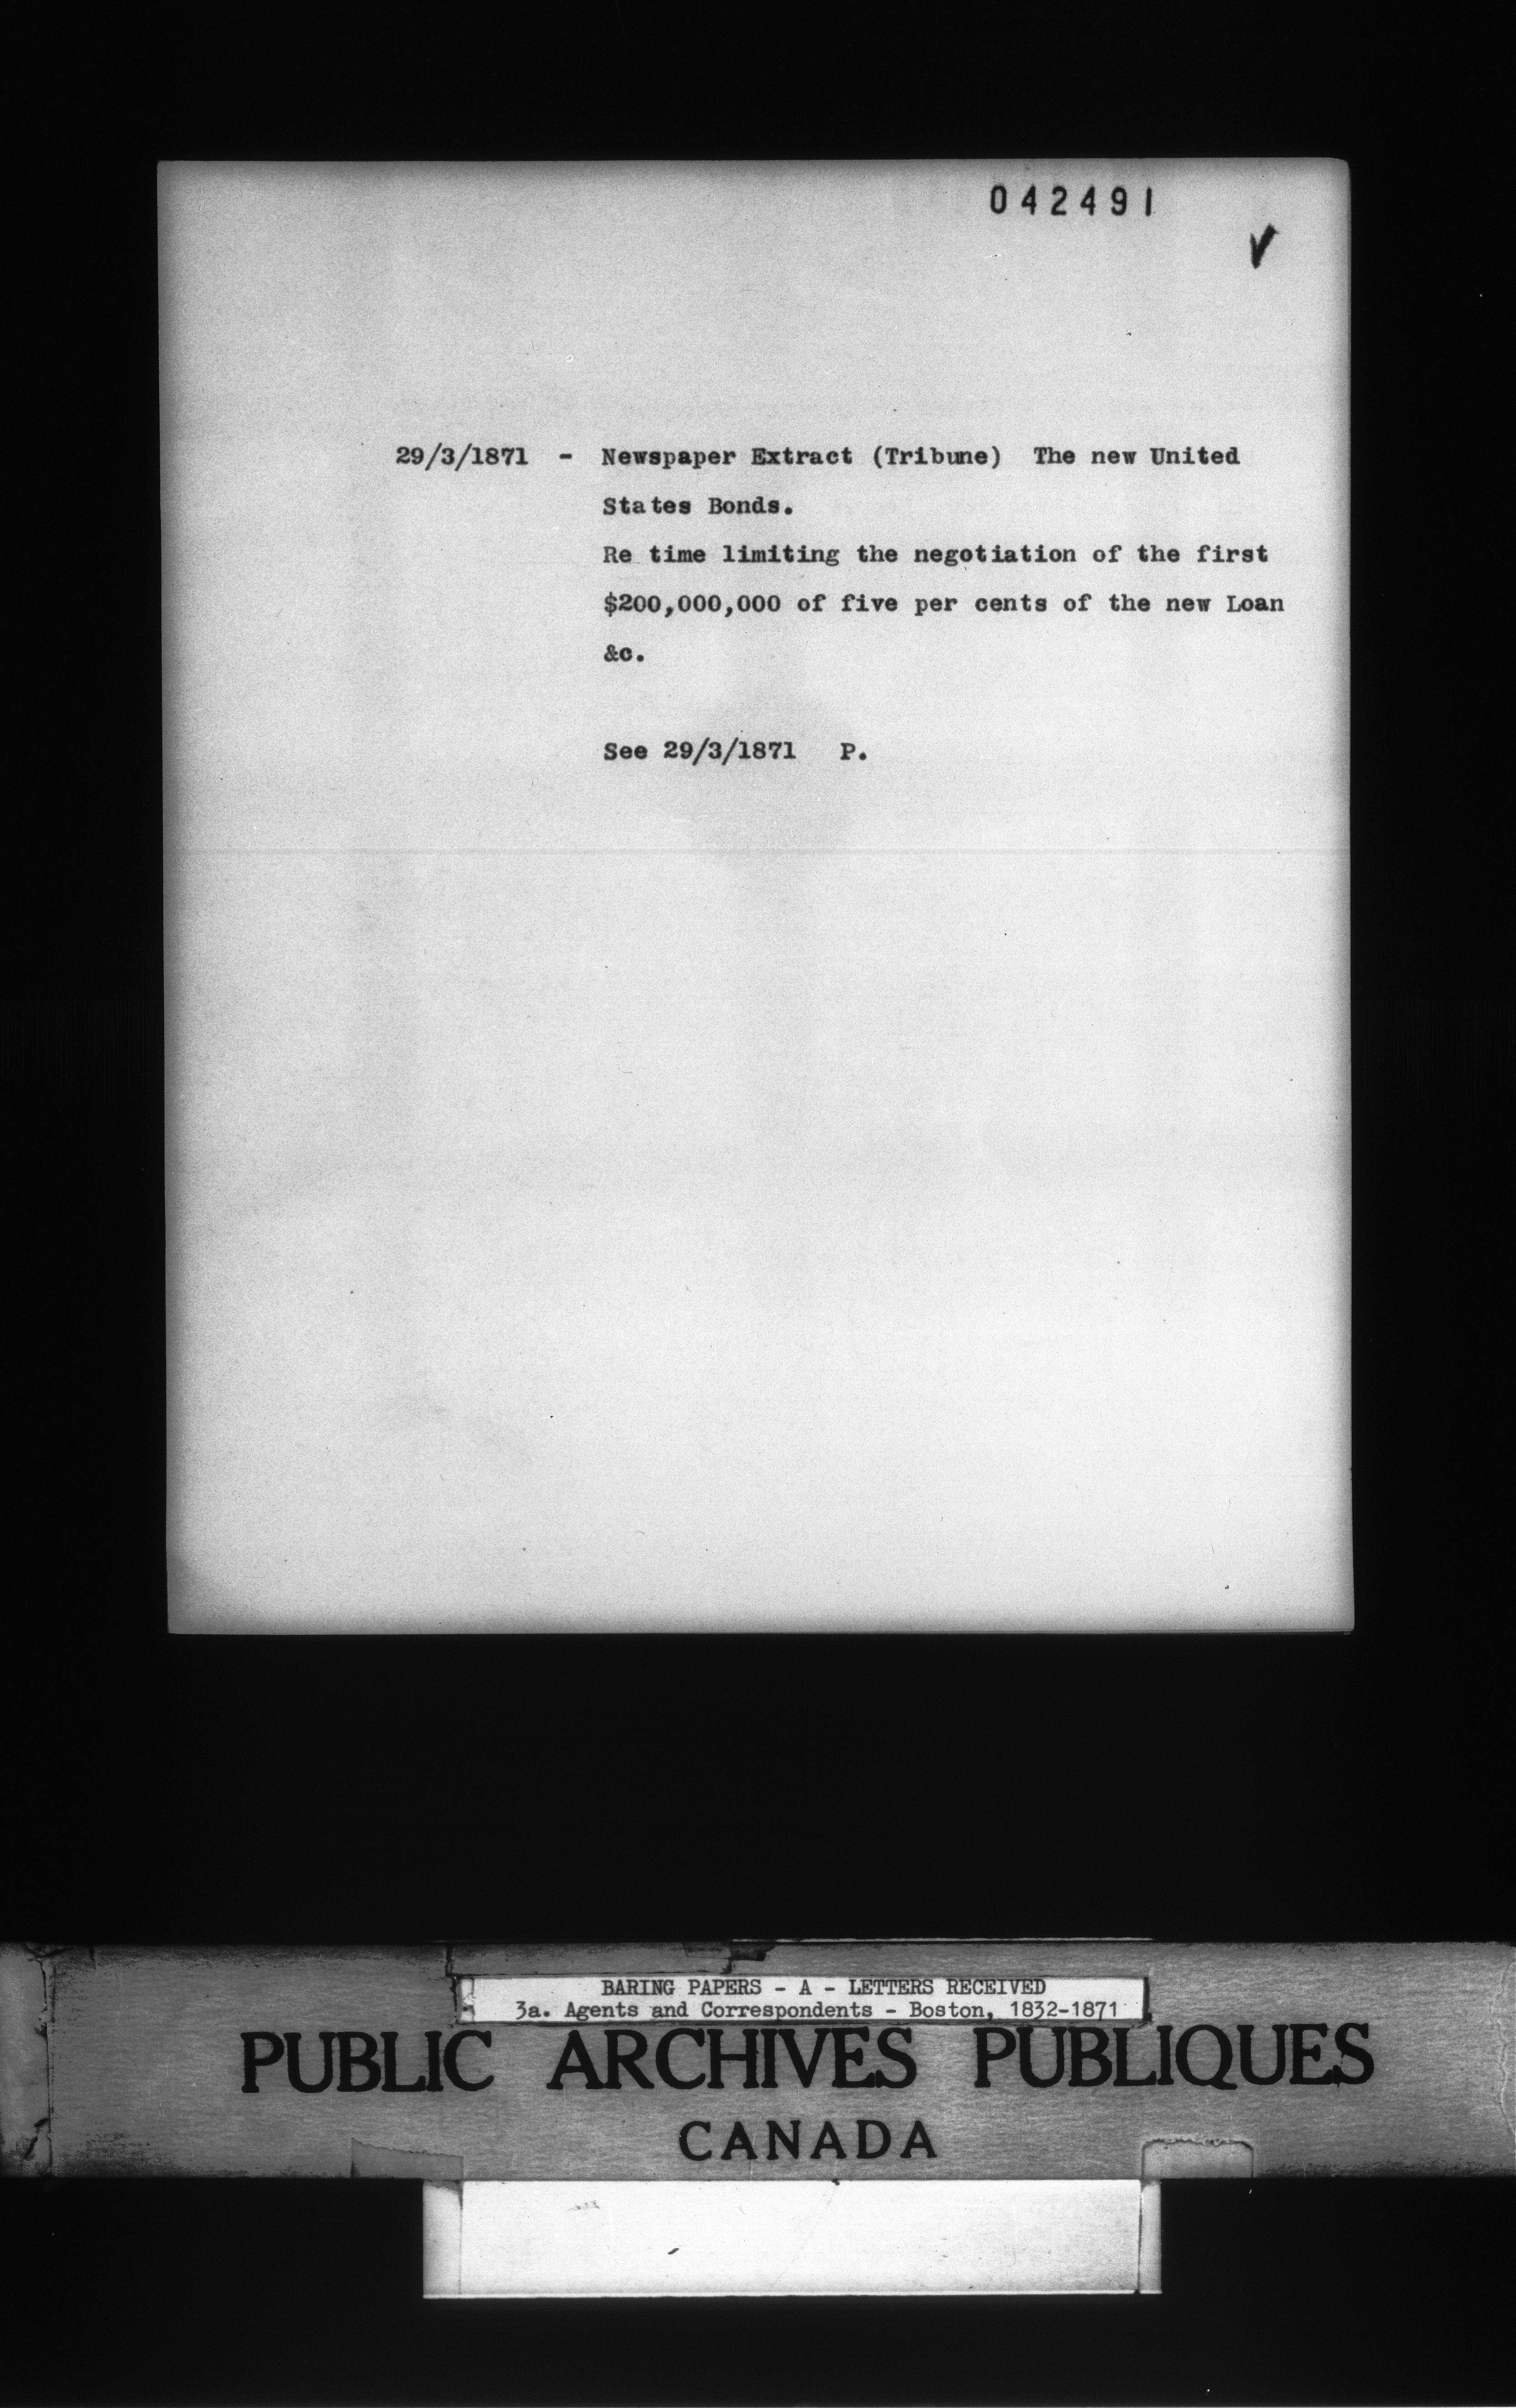 042491
✓
29/3/1871 - Newspaper Extract (Tribune) The new United
States Bonds.
Re time limiting the negotiation of the first
$200,000,000 of five per cents of the new Loan
&c.
See 29/3/1871 P.
BARING PAPERS - A - LETTERS RECEIVED
3a. Agents and Correspondents - Boston, 1832-1871
PUBLIC ARCHIVES PUBLIQUES
CANADA